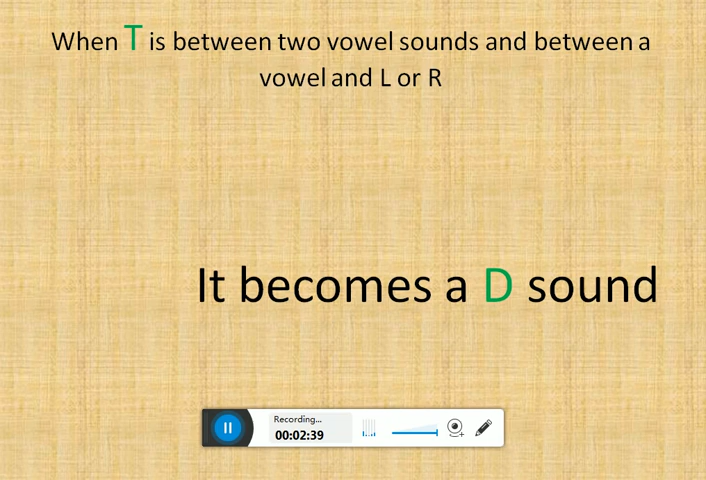 When T is between two vowel sounds and between a
vowel and L or R
It becomes a D sound
Recording...
00:02:39